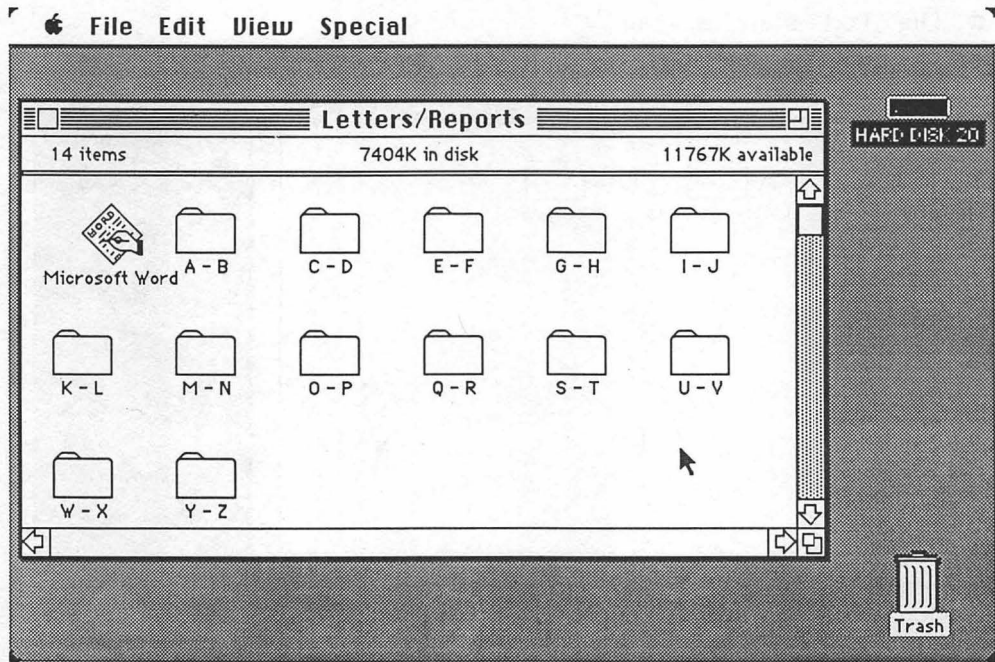 File Edit View Special
Letters/Reports
HARD DISK 20
14 items 7404K in disk 11767K available
Microsoft Word A - B C - D E - F G - H I - J
K - L M - N O - P Q - R S - T U - V
W - X Y - Z
Trash